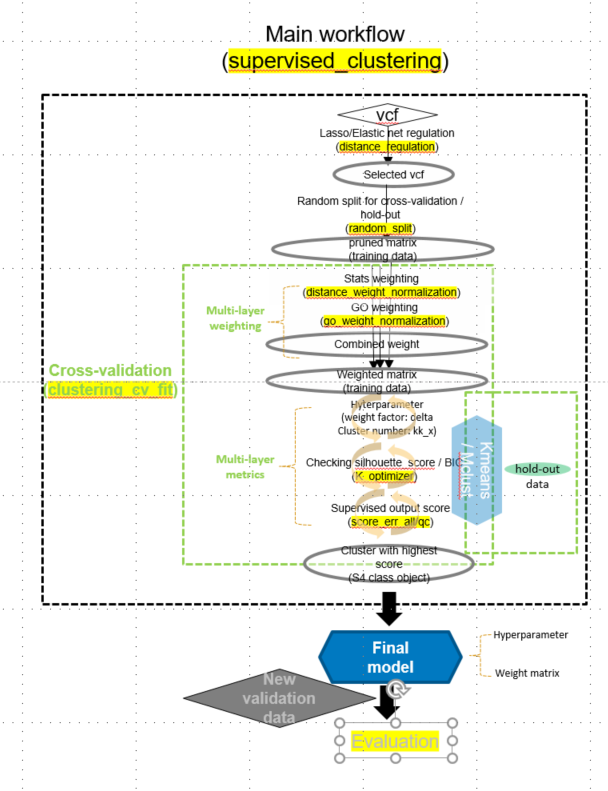 Main workflow
(supervised_clustering)
vcf
Lasso/Elastic net regulation
(distance_regulation)
Selected vcf
Random split for cross-validation /
hold-out
(random_split)
pruned matrix
(training data)
Stats weighting
(distance_weight_normalization)
GO weighting
(go_weight_normalization)
Multi-layer
weighting
Combined weight
Cross-validation
(clustering_cv_fit)
Weighted matrix
(training data)
Hyterparameter
(weight factor: delta
Cluster number: kk_x)
Multi-layer
metrics
Checking silhouette_score / BIC
(K_optimizer)
Supervised output score
(score_err_all/qc)
Kmeans
/ Mclust
hold-out
data
Cluster with highest
score
(S4 class object)
Final
model
Hyperparameter
Weight matrix
New
validation
data
Evaluation